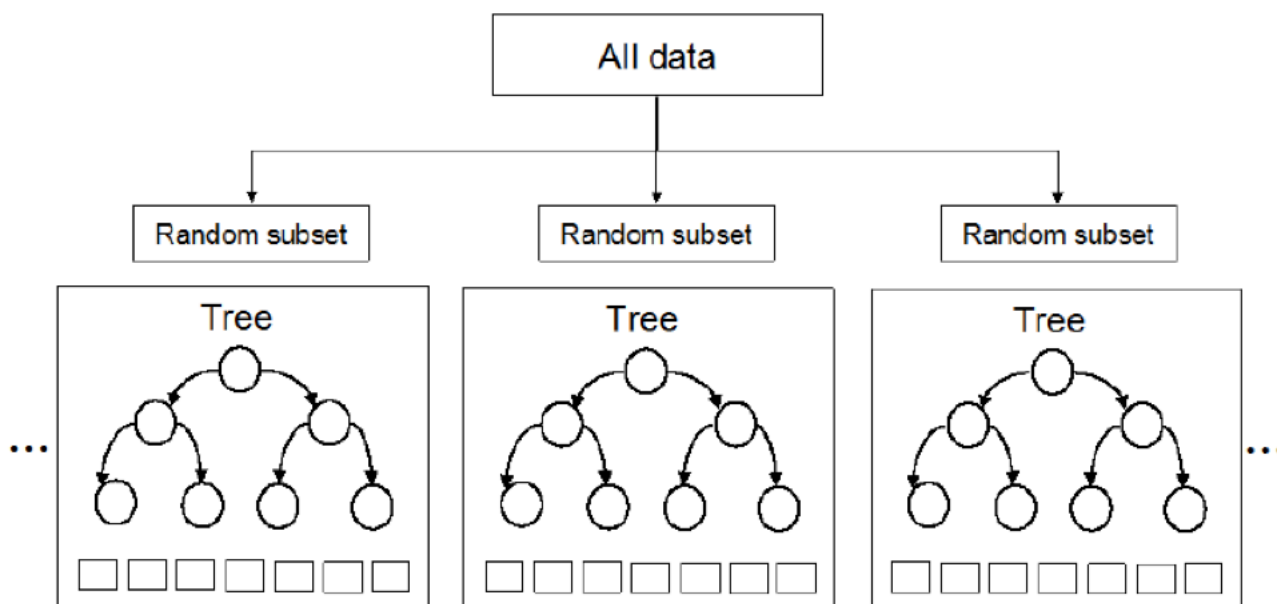 All data
Random subset
Random subset
Random subset
Tree
Tree
Tree
...
...